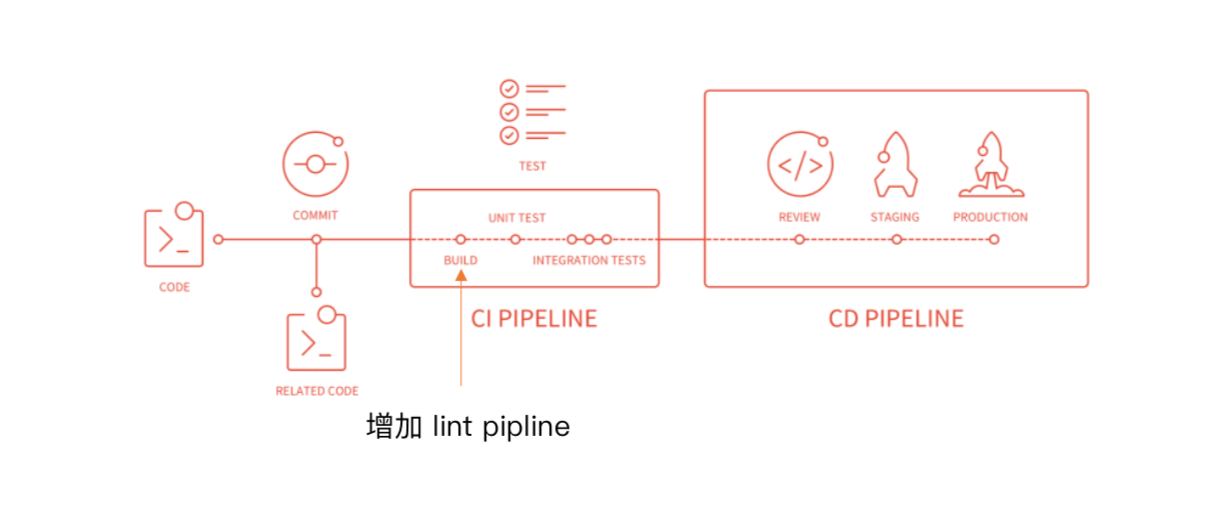 TEST
COMMIT
UNIT TEST
REVIEW
STAGING
PRODUCTION
BUILD
INTEGRATION TESTS
CODE
CI PIPELINE
CD PIPELINE
RELATED CODE
增加 lint pipline